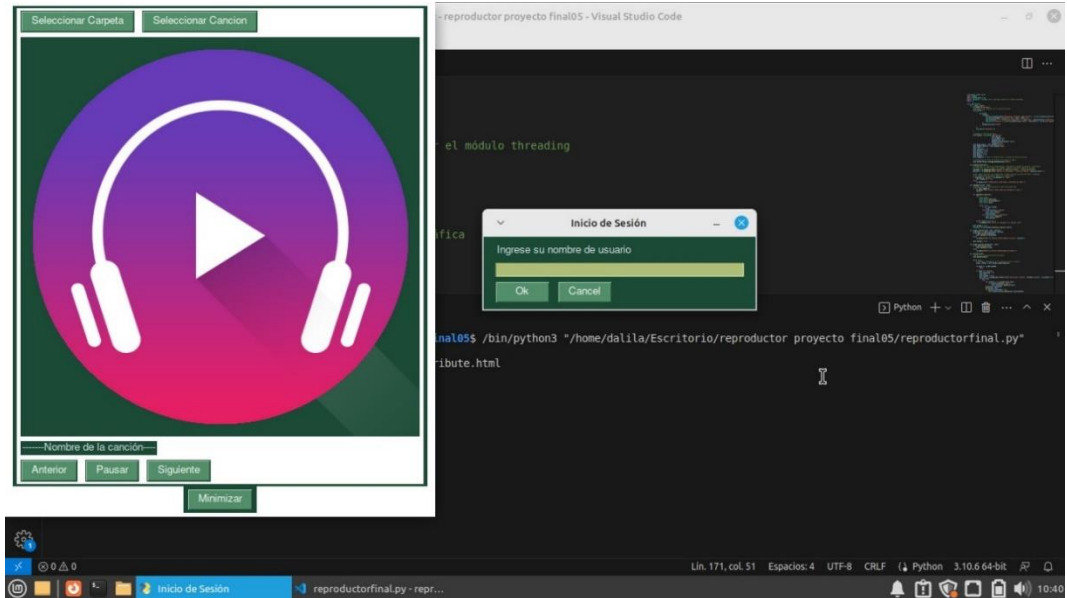 Seleccionar Carpeta Seleccionar Cancion
- reproductor proyecto final05 - Visual Studio Code
r el módulo threading
áfica
Inicio de Sesión
Ingrese su nombre de usuario
Ok Cancel
Python
inal05$ /bin/python3 "/home/dalila/Escritorio/reproductor proyecto final05/reproductorfinal.py"
ribute.html
-------Nombre de la canción----
Anterior Pausar Siguiente
Minimizar
1
0 0 Lín. 171, col. 51 Espacios: 4 UTF-8 CRLF Python 3.10.6 64-bit
Inicio de Sesión reproductorfinal.py - repr... 10:40